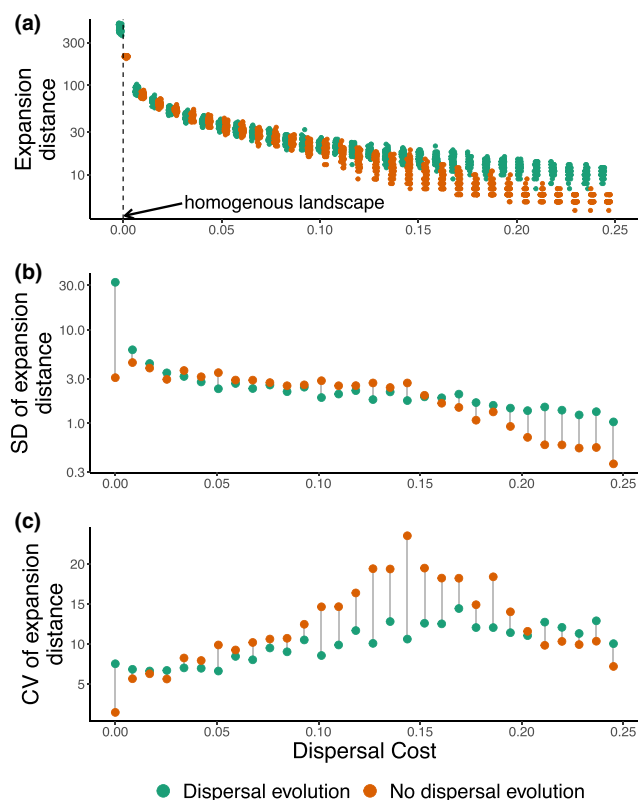 (a)
Expansion
distance
300
100
30
10
homogenous landscape
0.00
0.05
0.10
0.15
0.20
0.25
(b)
SD of expansion
distance
30.0
10.0
3.0
1.0
0.3
0.00
0.05
0.10
0.15
0.20
0.25
(c)
CV of expansion
distance
20
15
10
5
0.00
0.05
0.10
0.15
0.20
0.25
Dispersal Cost
Dispersal evolution
No dispersal evolution